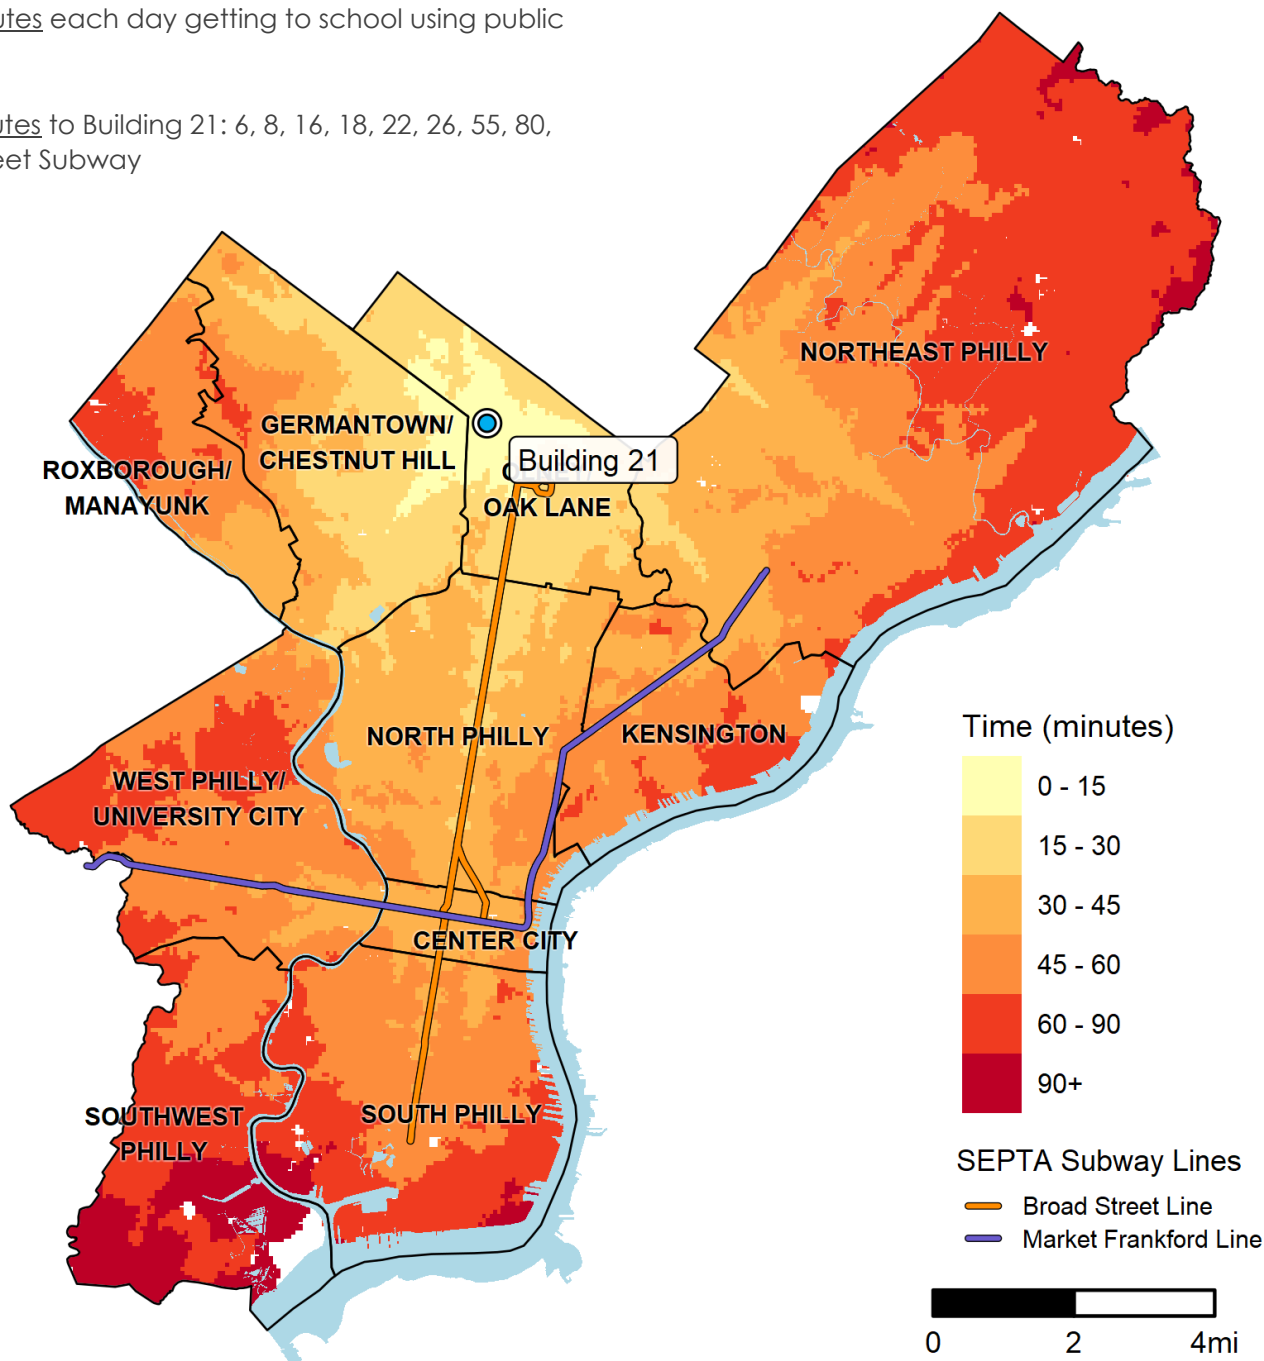 utes each day getting to school using public
utes to Building 21: 6, 8, 16, 18, 22, 26, 55, 80,
eet Subway
NORTHEAST PHILLY
GERMANTOWN/
CHESTNUT HILL
ROXBOROUGH/
MANAYUNK
Building 21
OAK LANE
NORTH PHILLY
KENSINGTON
WEST PHILLY/
UNIVERSITY CITY
CENTER CITY
SOUTHWEST
PHILLY
SOUTH PHILLY
Time (minutes)
0 - 15
15 - 30
30 - 45
45 - 60
60 - 90
90+
SEPTA Subway Lines
Broad Street Line
Market Frankford Line
0 2 4mi